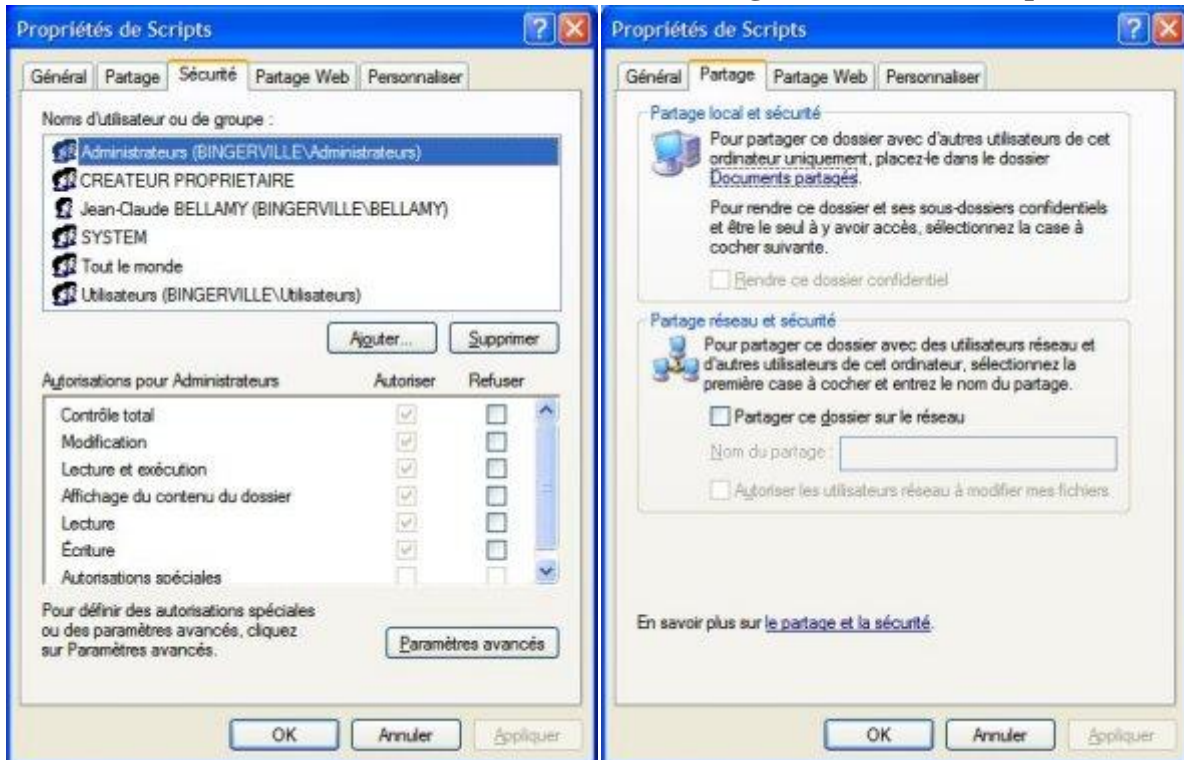 Propriétés de Scripts
Général Partage Sécurité Partage Web Personnaliser
Noms d'utilisateur ou de groupe :
Administrateurs (BINGERVILLE\Administrateurs)
CREATEUR PROPRIETAIRE
Jean-Claude BELLAMY (BINGERVILLE\BELLAMY)
SYSTEM
Tout le monde
Utilisateurs (BINGERVILLE\Utilisateurs)
Ajouter... Supprimer
Autorisations pour Administrateurs Autoriser Refuser
Contrôle total
Modification
Lecture et exécution
Affichage du contenu du dossier
Lecture
Écriture
Autorisations spéciales
Pour définir des autorisations spéciales
ou des paramètres avancés, cliquez
sur Paramètres avancés.
Paramètres avancés
OK Annuler Appliquer
Propriétés de Scripts
Général Partage Partage Web Personnaliser
Partage local et sécurité
Pour partager ce dossier avec d'autres utilisateurs de cet
ordinateur uniquement, placez-le dans le dossier
Documents partagés.
Pour rendre ce dossier et ses sous-dossiers confidentiels
et être le seul à y avoir accès, sélectionnez la case à
cocher suivante.
Rendre ce dossier confidentiel
Partage réseau et sécurité
Pour partager ce dossier avec des utilisateurs réseau et
d'autres utilisateurs de cet ordinateur, sélectionnez la
première case à cocher et entrez le nom du partage.
Partager ce dossier sur le réseau
Nom du partage :
Autoriser les utilisateurs réseau à modifier mes fichiers
En savoir plus sur le partage et la sécurité.
OK Annuler Appliquer